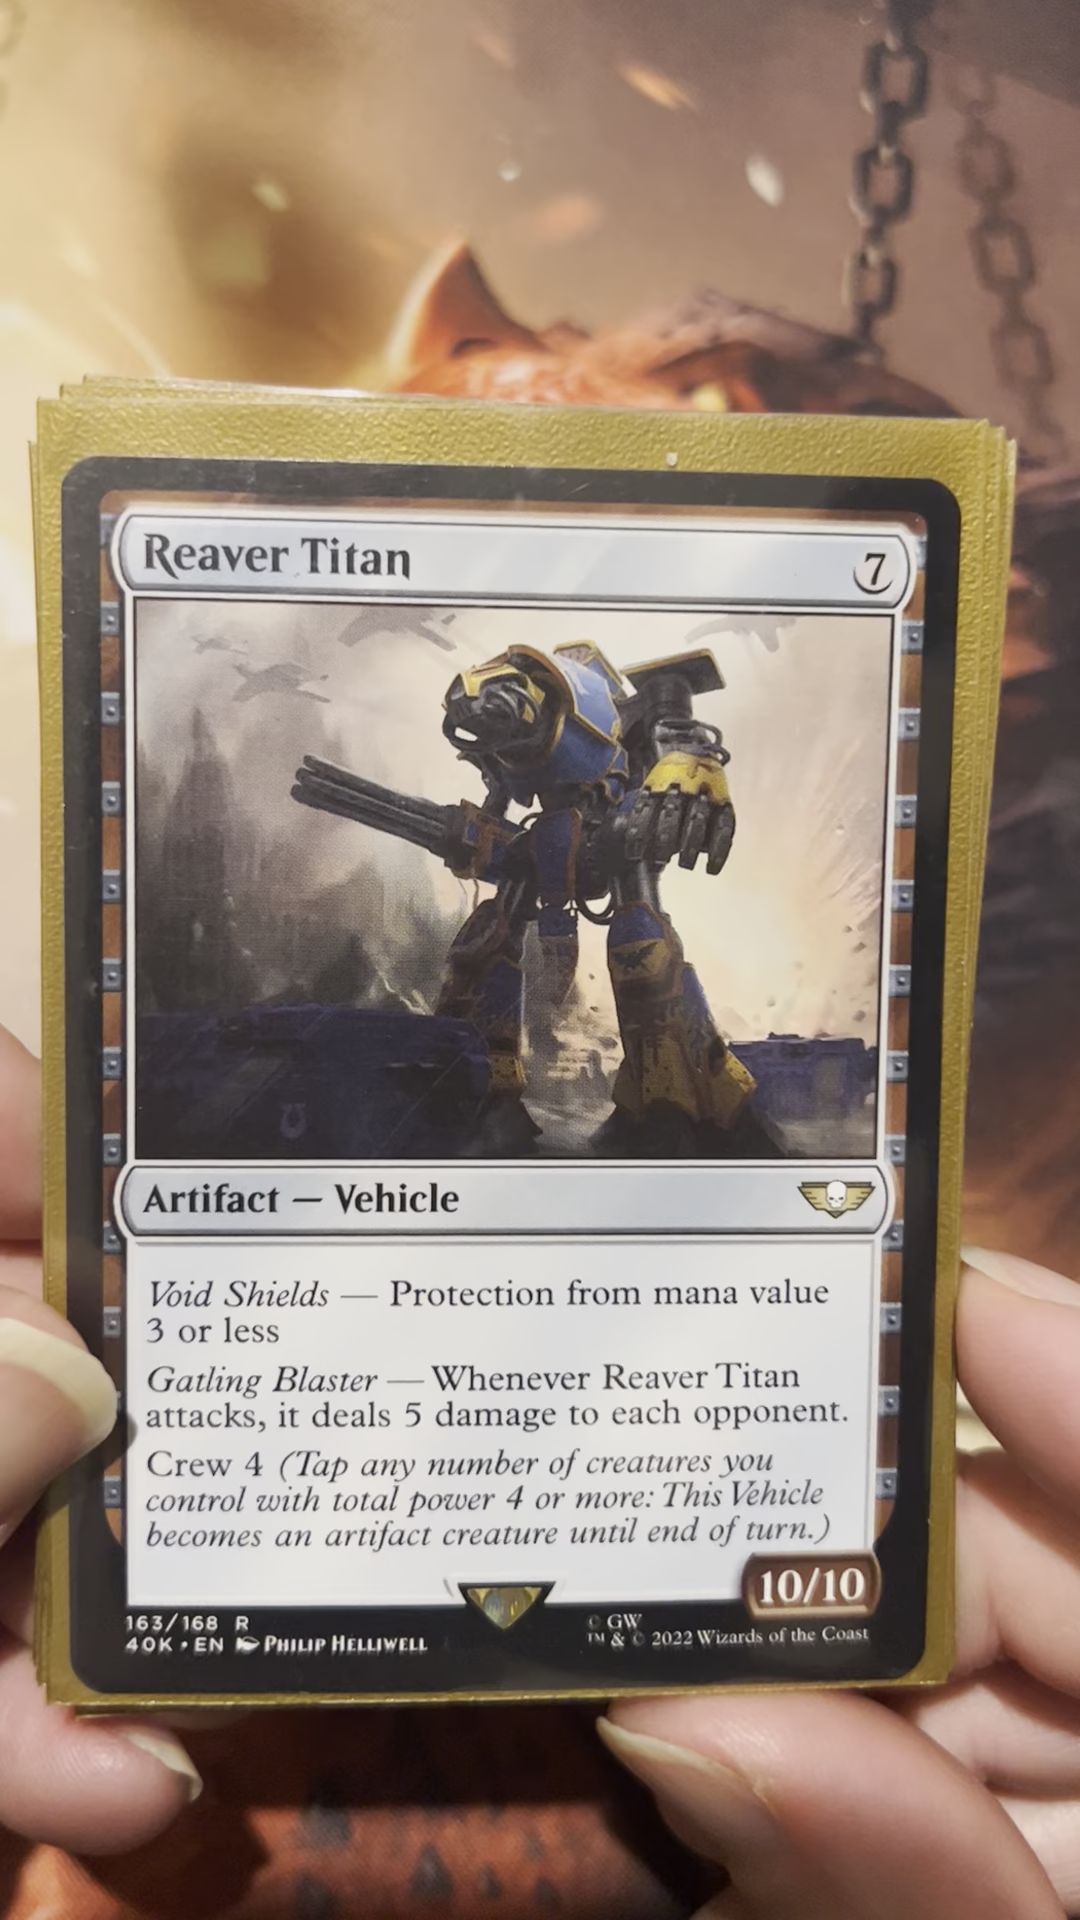 Reaver Titan 7
Artifact — Vehicle
Void Shields — Protection from mana value
3 or less
Gatling Blaster — Whenever Reaver Titan
attacks, it deals 5 damage to each opponent.
Crew 4 (Tap any number of creatures you
control with total power 4 or more: This Vehicle
becomes an artifact creature until end of turn.)
10/10
163/168 R
40K • EN Philip Helliwell
© GW
™ & © 2022 Wizards of the Coast